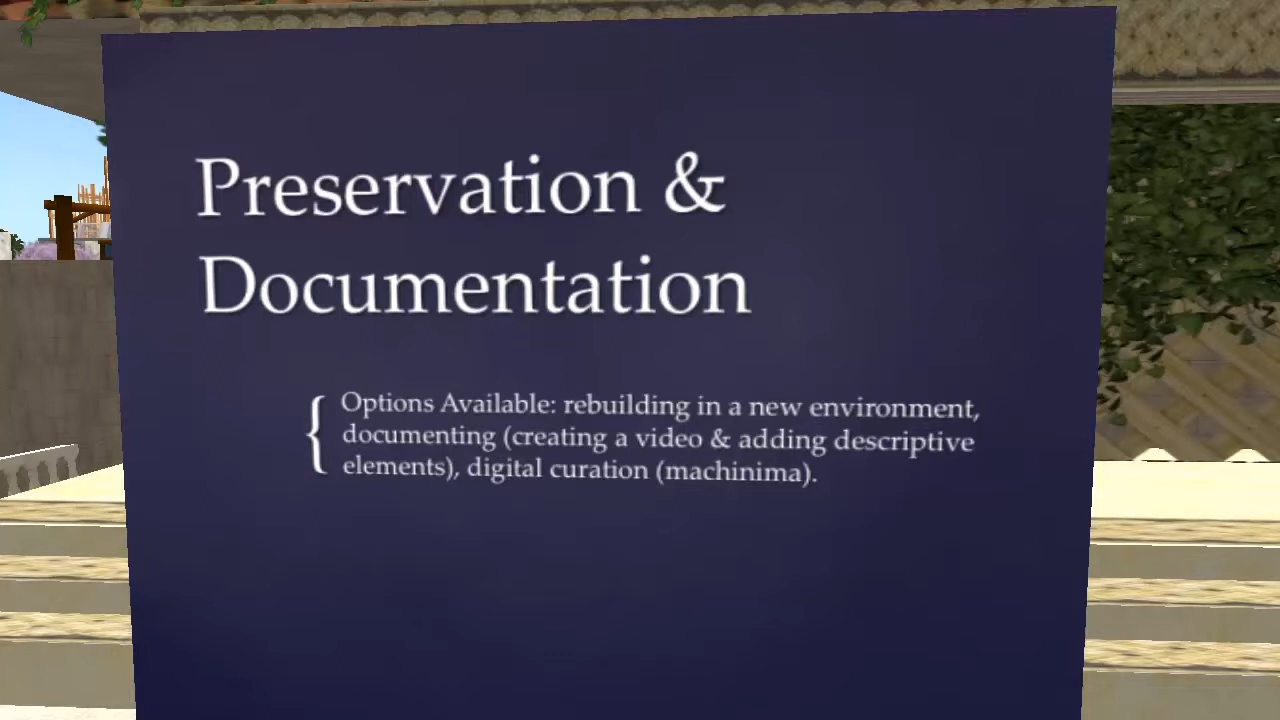 Preservation &
Documentation
Options Available: rebuilding in a new environment,
documenting (creating a video & adding descriptive
elements), digital curation (machinima).